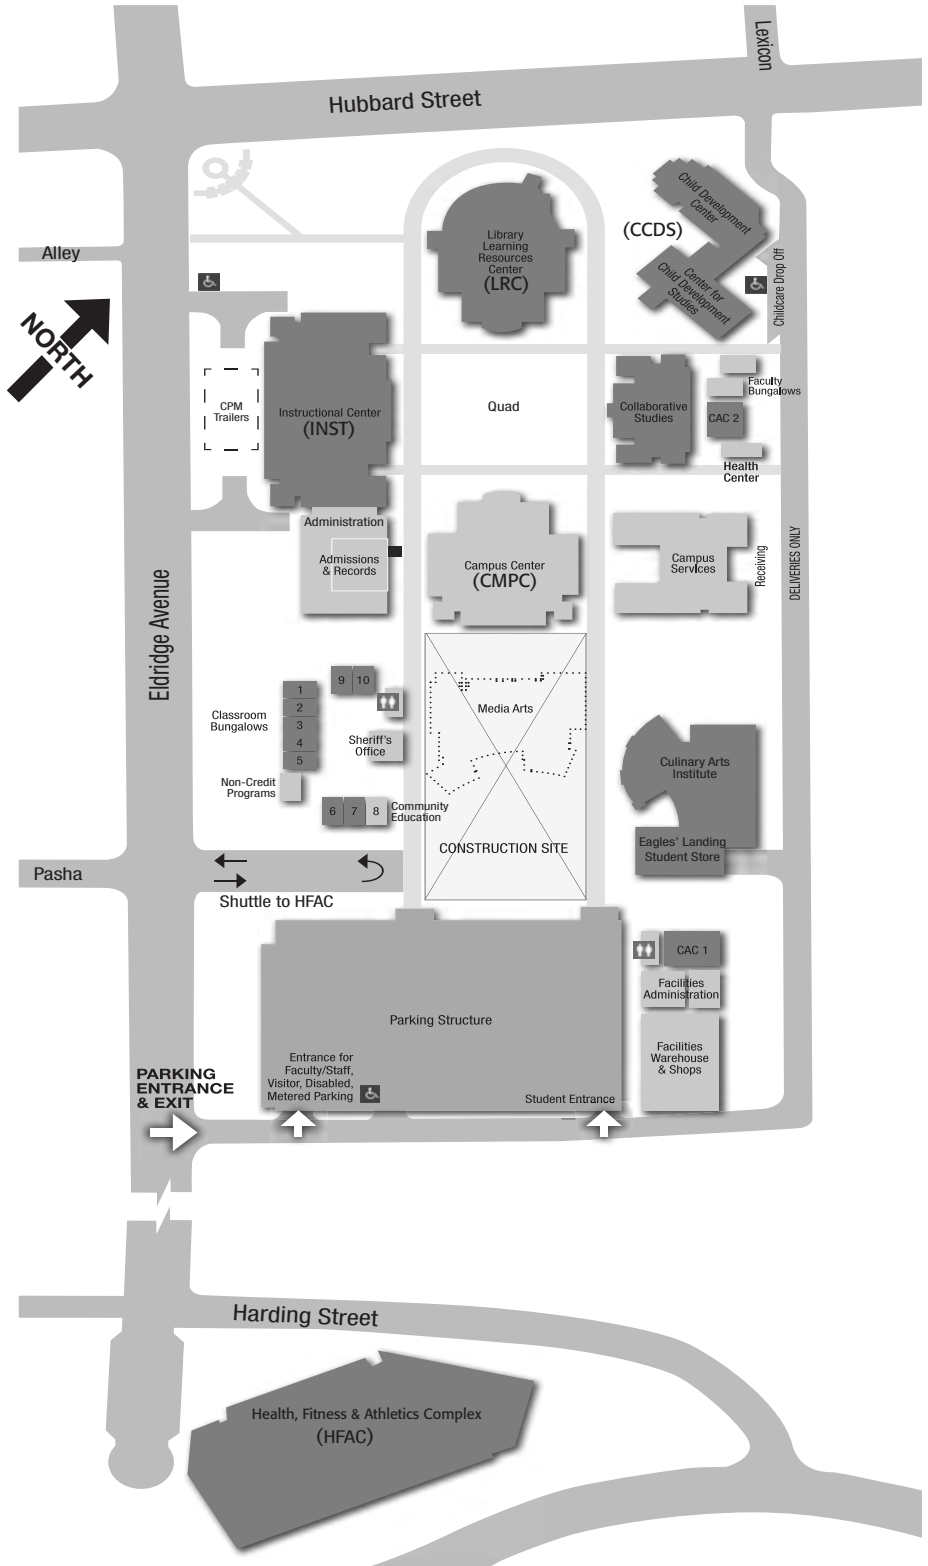 Lexicon
Hubbard Street
Child Development
Center
(CCDS)
Library
Learning
Resources
Center
(LRC)
Center for
Child Development
Studies
Childcare Drop Off
Alley
NORTH
CPM
Trailers
Instructional Center
(INST)
Quad
Collaborative
Studies
Faculty
Bungalows
CAC 2
Health
Center
Administration
Admissions
& Records
Campus Center
(CMPC)
Campus
Services
Receiving
DELIVERIES ONLY
Eldridge Avenue
9
10
1
2
3
4
5
Classroom
Bungalows
Sheriff's
Office
Media Arts
Non-Credit
Programs
6
7
8
Community
Education
Culinary Arts
Institute
Eagles' Landing
Student Store
CONSTRUCTION SITE
Pasha
Shuttle to HFAC
CAC 1
Facilities
Administration
Parking Structure
Facilities
Warehouse
& Shops
Entrance for
Faculty/Staff,
Visitor, Disabled,
Metered Parking
Student Entrance
PARKING
ENTRANCE
& EXIT
Harding Street
Health, Fitness & Athletics Complex
(HFAC)